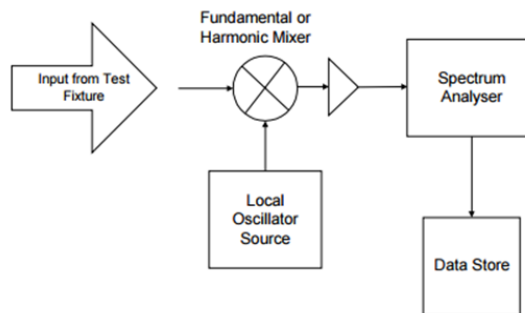 Fundamental or
Harmonic Mixer
Input from Test
Fixture
Spectrum
Analyser
Local
Oscillator
Source
Data Store